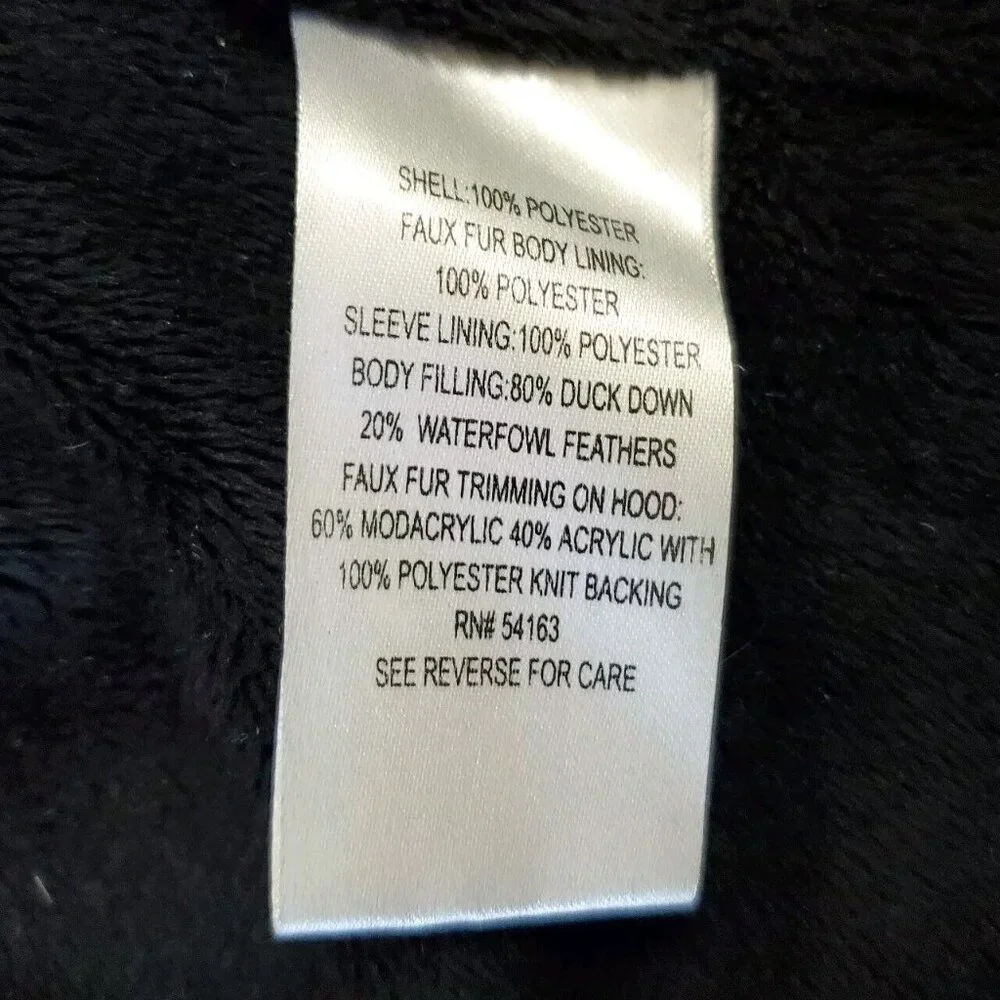 SHELL:100% POLYESTER
FAUX FUR BODY LINING:
100% POLYESTER
SLEEVE LINING:100% POLYESTER
BODY FILLING:80% DUCK DOWN
20% WATERFOWL FEATHERS
FAUX FUR TRIMMING ON HOOD:
60% MODACRYLIC 40% ACRYLIC WITH
100% POLYESTER KNIT BACKING
RN# 54163
SEE REVERSE FOR CARE